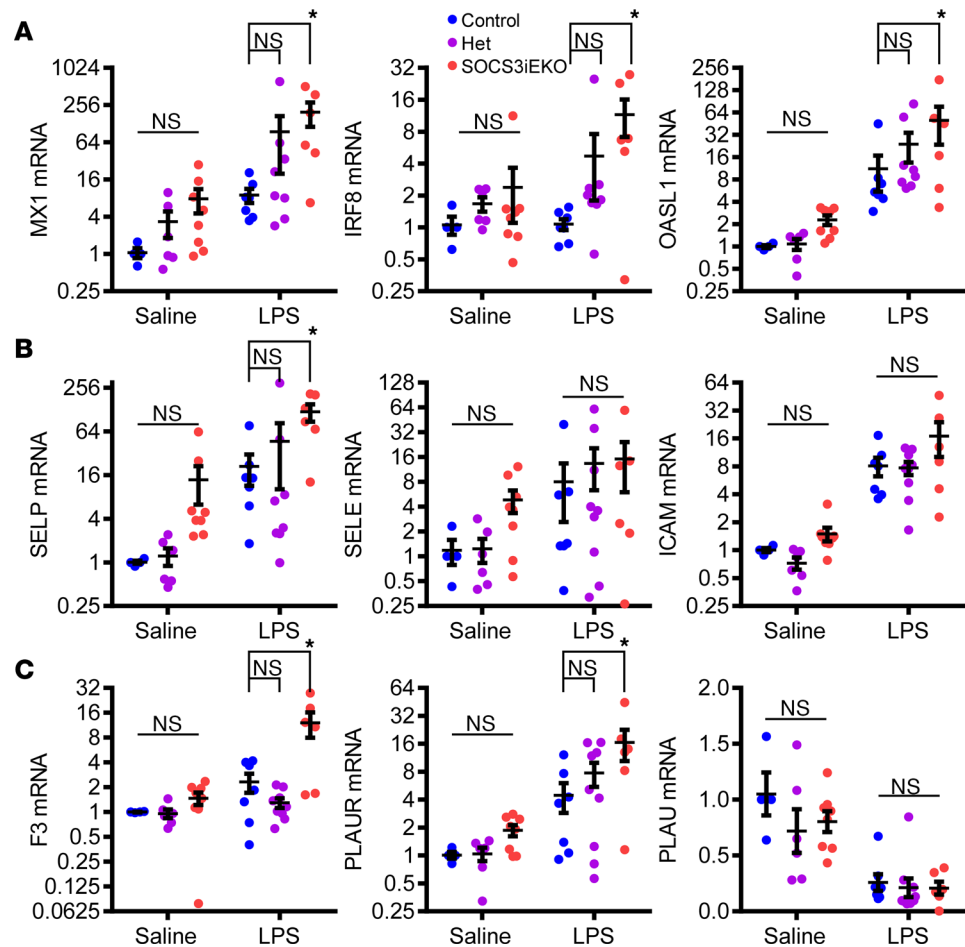 A
Control
Het
SOCS3iEKO
MX1 mRNA
1024
256
64
16
4
1
0.25
NS
NS
*
Saline
LPS
IRF8 mRNA
32
16
8
4
2
1
0.5
0.25
NS
NS
*
Saline
LPS
OASL1 mRNA
256
128
64
32
16
8
4
2
1
0.5
0.25
NS
NS
*
Saline
LPS
B
SELP mRNA
256
64
16
4
1
0.25
NS
NS
*
Saline
LPS
SELE mRNA
128
64
32
16
8
4
2
1
0.5
0.25
NS
NS
Saline
LPS
ICAM mRNA
64
32
16
8
4
2
1
0.5
0.25
NS
NS
Saline
LPS
C
F3 mRNA
32
16
8
4
2
1
0.5
0.25
0.125
0.0625
NS
NS
*
Saline
LPS
PLAUR mRNA
64
32
16
8
4
2
1
0.5
0.25
NS
NS
*
Saline
LPS
PLAU mRNA
2.0
1.5
1.0
0.5
0.0
NS
NS
Saline
LPS